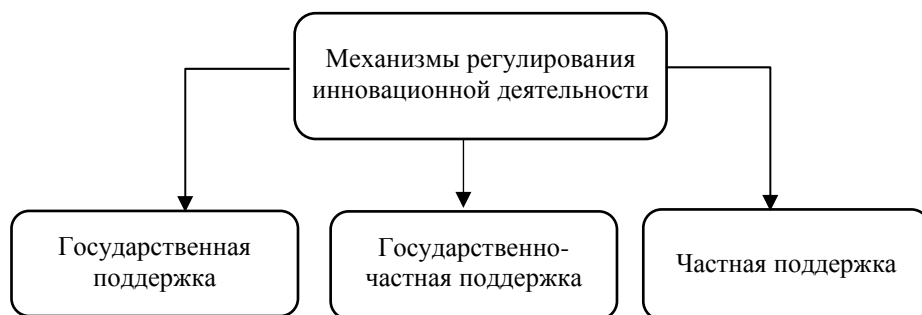 Механизмы регулирования
инновационной деятельности
Государственная
поддержка
Государственно-
частная поддержка
Частная поддержка